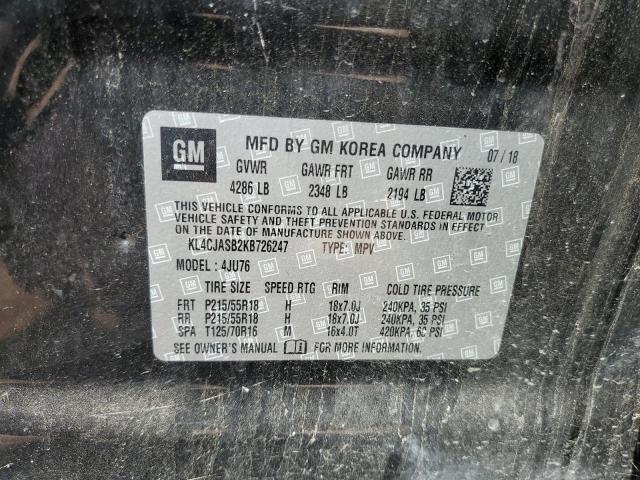 GM MFD BY GM KOREA COMPANY 07/18
GVWR GAWR FRT GAWR RR
4286 LB 2348 LB 2194 LB
THIS VEHICLE CONFORMS TO ALL APPLICABLE U.S. FEDERAL MOTOR
VEHICLE SAFETY AND THEFT PREVENTION STANDARDS IN EFFECT
ON THE DATE OF MANUFACTURE SHOWN ABOVE.
KL4CJASB2KB726247 TYPE: MPV
MODEL : 4JU76
TIRE SIZE SPEED RTG RIM COLD TIRE PRESSURE
FRT P215/55R18 H 18x7.0J 240KPA, 35 PSI
RR P215/55R18 H 18x7.0J 240KPA, 35 PSI
SPA T125/70R16 M 16x4.0T 420KPA, 60 PSI
SEE OWNER'S MANUAL FOR MORE INFORMATION.